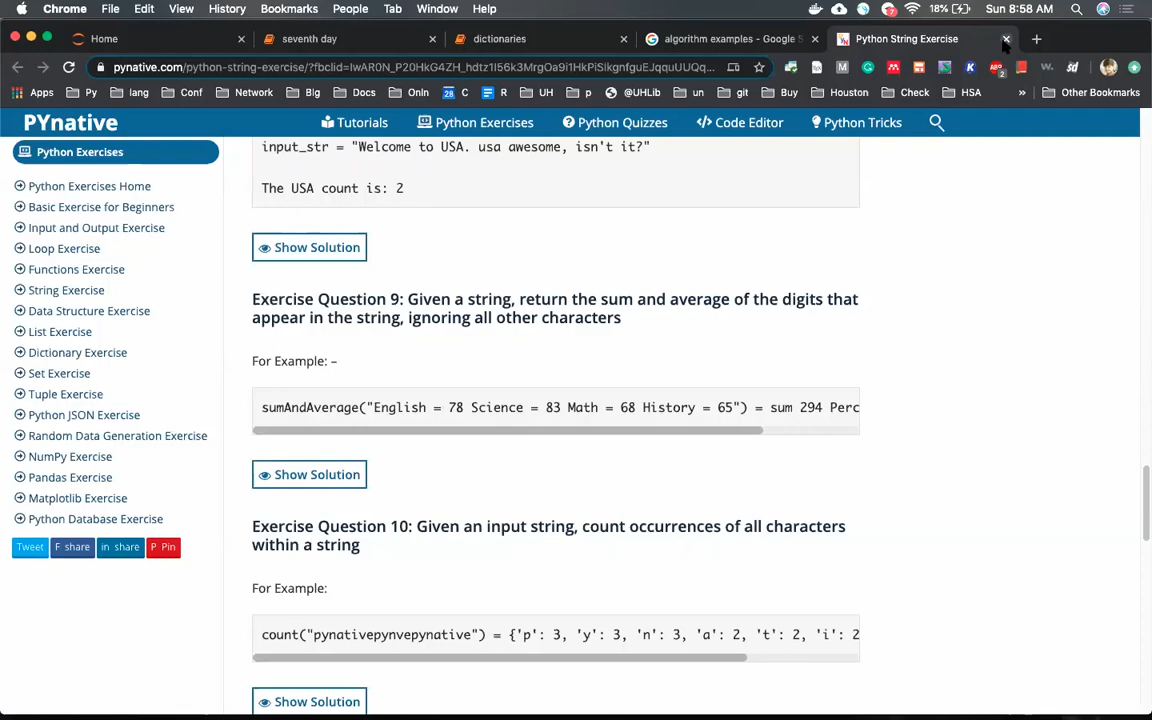 Chrome File Edit View History Bookmarks People Tab Window Help 7 18% Sun 8:58 AM
Home seventh day dictionaries algorithm examples - Google S Python String Exercise
pynative.com/python-string-exercise/?fbclid=IwAR0N_P20HkG4ZH_hdtz1I56k3MrgOa9i1HkPiSlkgnfguEJqquUUQq...
Apps Py lang Conf Network Big Docs Onln 28 C R UH p @UHLib un git Buy Houston Check HSA » Other Bookmarks
PYnative Tutorials Python Exercises Python Quizzes </> Code Editor Python Tricks
Python Exercises
Python Exercises Home
Basic Exercise for Beginners
Input and Output Exercise
Loop Exercise
Functions Exercise
String Exercise
Data Structure Exercise
List Exercise
Dictionary Exercise
Set Exercise
Tuple Exercise
Python JSON Exercise
Random Data Generation Exercise
NumPy Exercise
Pandas Exercise
Matplotlib Exercise
Python Database Exercise
Tweet F share in share P Pin
input_str = "Welcome to USA. usa awesome, isn't it?"
The USA count is: 2
Show Solution
Exercise Question 9: Given a string, return the sum and average of the digits that
appear in the string, ignoring all other characters
For Example: –
sumAndAverage("English = 78 Science = 83 Math = 68 History = 65") = sum 294 Perc
Show Solution
Exercise Question 10: Given an input string, count occurrences of all characters
within a string
For Example:
count("pynativepynvepynative") = {'p': 3, 'y': 3, 'n': 3, 'a': 2, 't': 2, 'i': 2
Show Solution